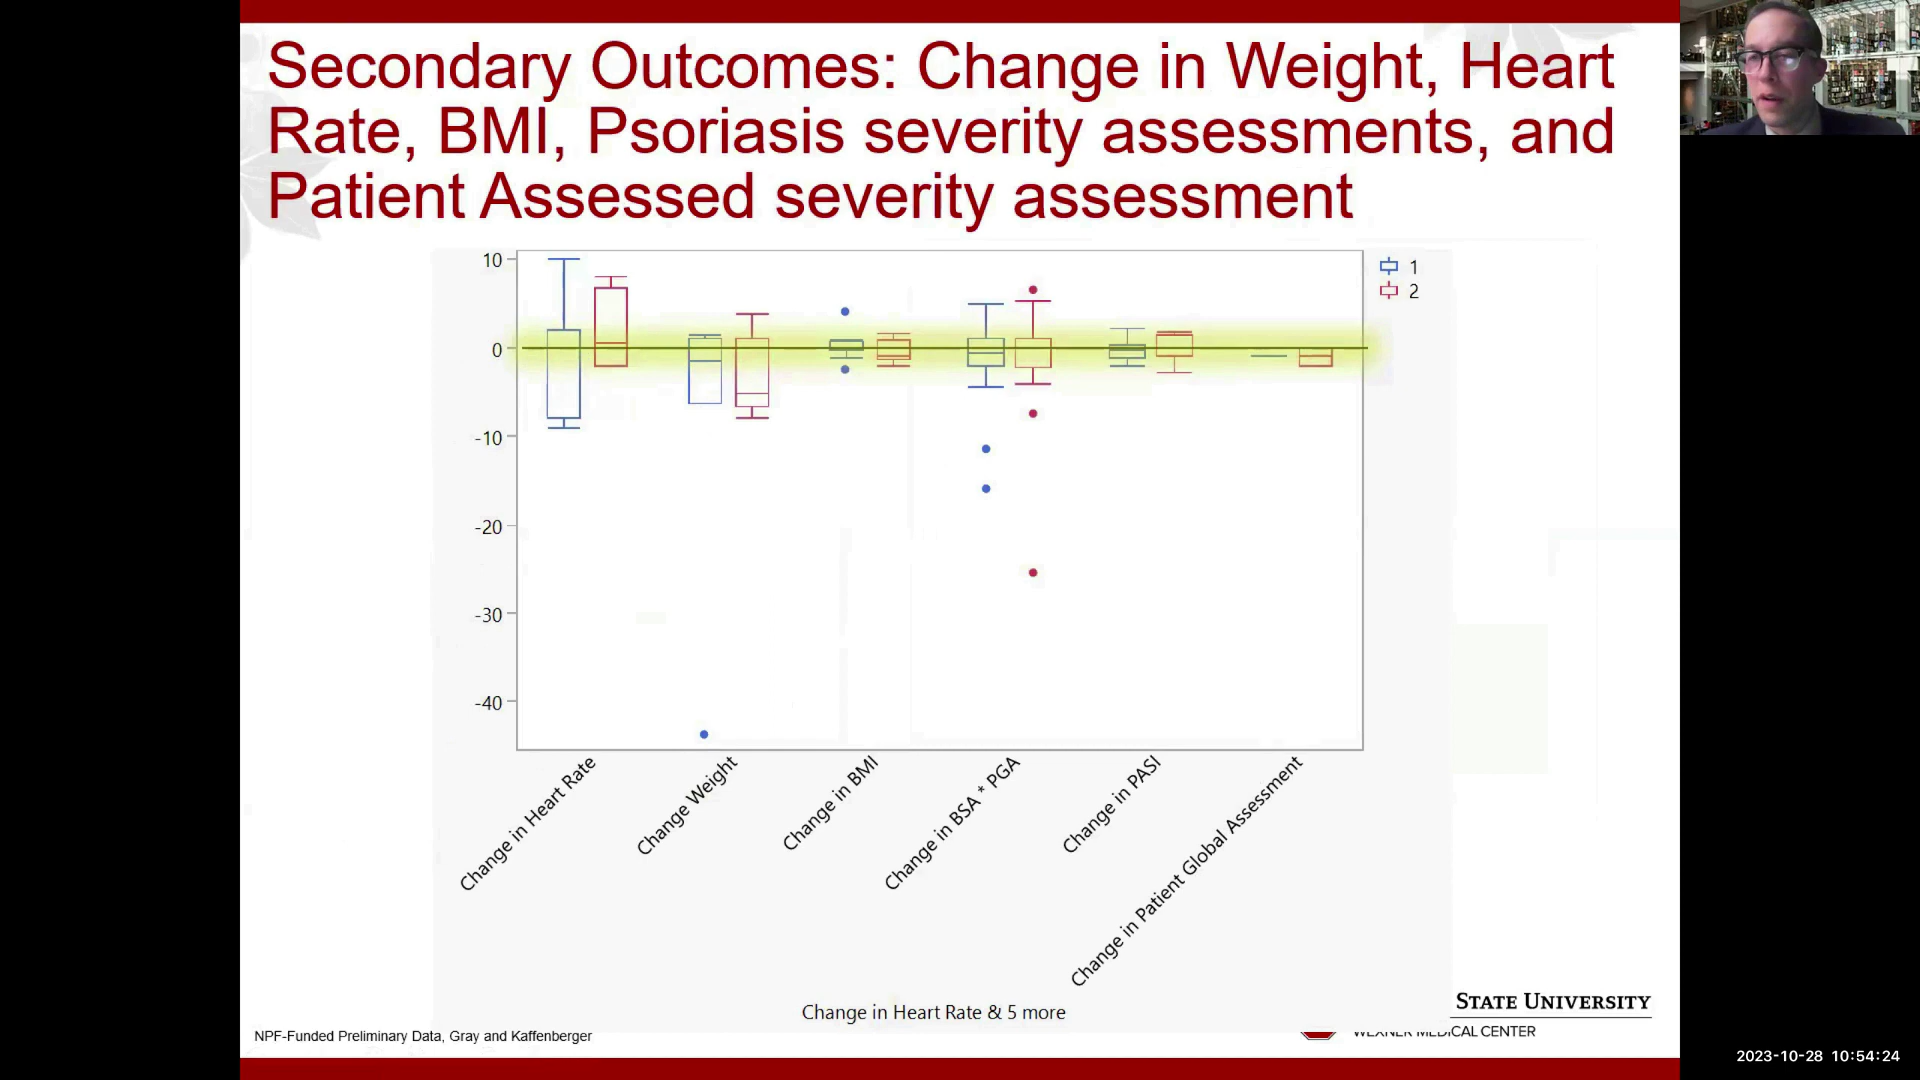 Secondary Outcomes: Change in Weight, Heart
Rate, BMI, Psoriasis severity assessments, and
Patient Assessed severity assessment
10
0
-10
-20
-30
-40
1
2
Change in Heart Rate
Change Weight
Change in BMI
Change in BSA * PGA
Change in PASI
Change in Patient Global Assessment
Change in Heart Rate & 5 more
NPF-Funded Preliminary Data, Gray and Kaffenberger
STATE UNIVERSITY
WEXNER MEDICAL CENTER
2023-10-28 10:54:24